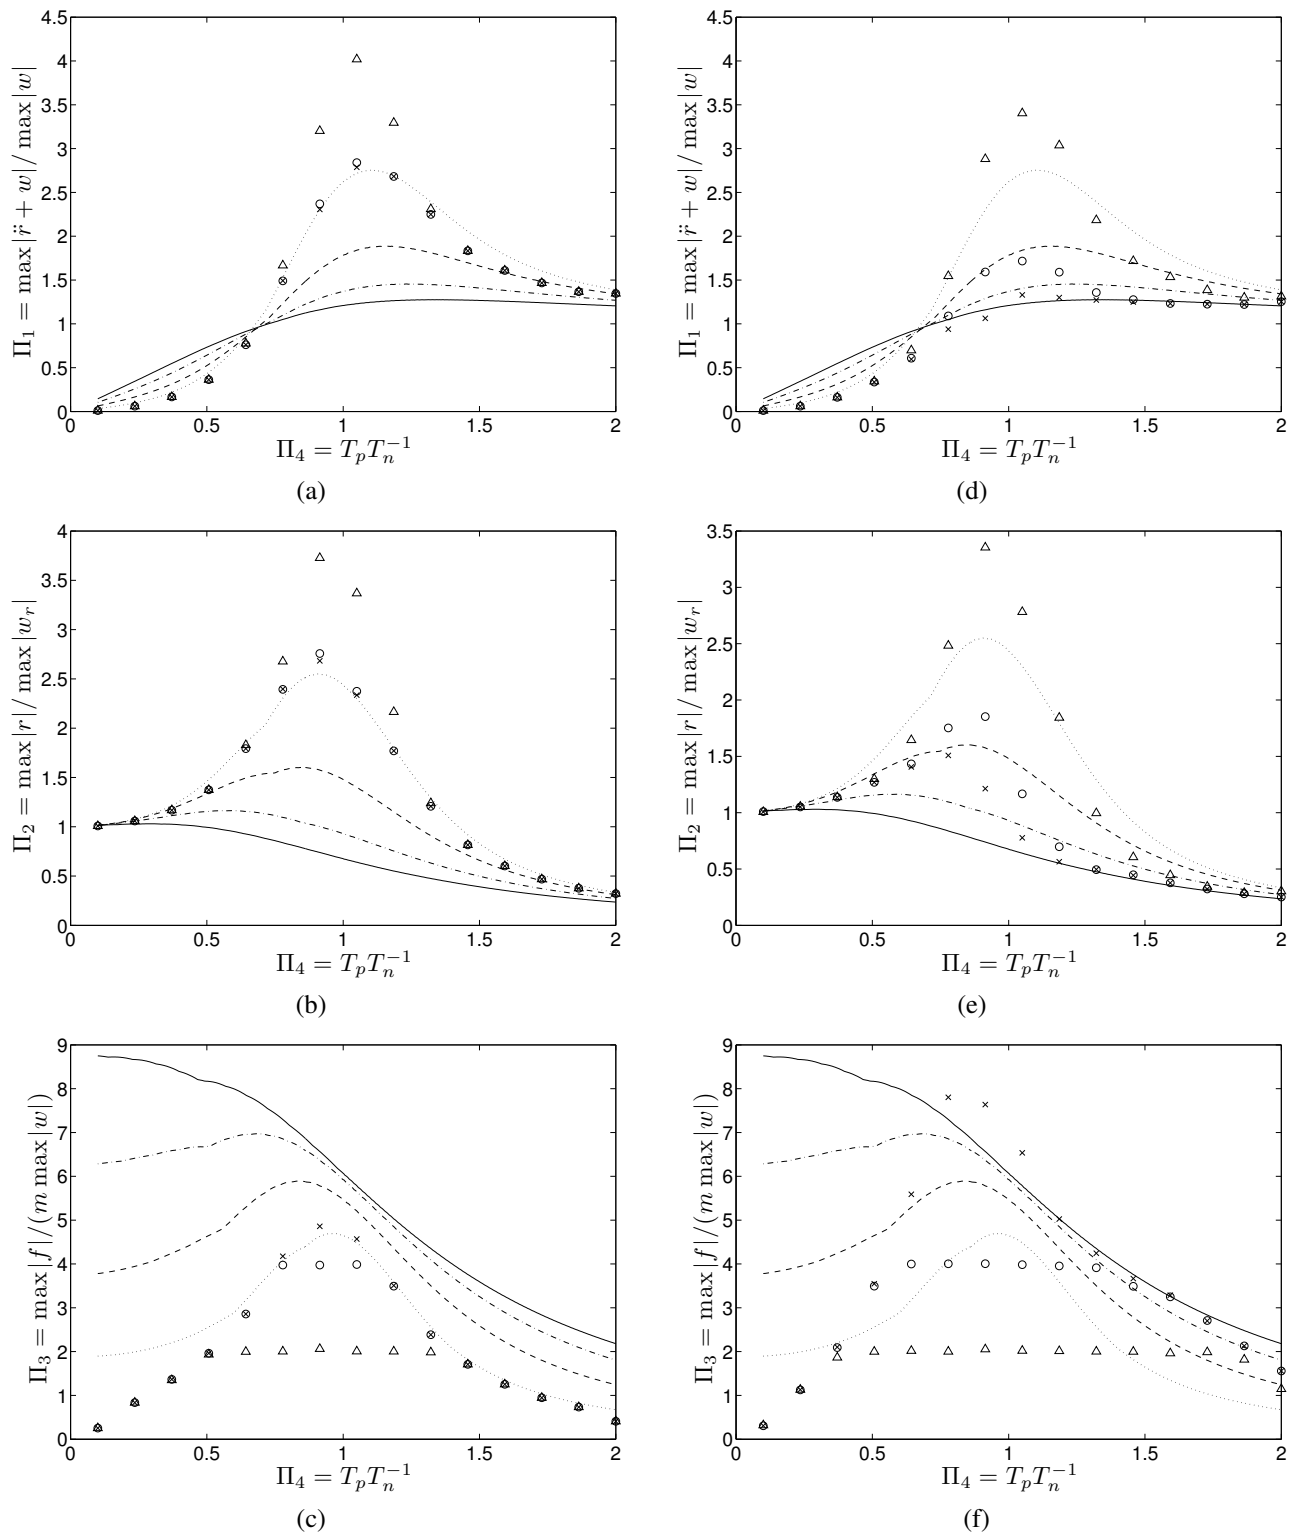 4.5
4
3.5
3
2.5
2
1.5
1
0.5
0
0 0.5 1 1.5 2
Π₁ = max |r̈ + w| / max |w|
Π₄ = TₚTₙ⁻¹
(a)
4.5
4
3.5
3
2.5
2
1.5
1
0.5
0
0 0.5 1 1.5 2
Π₁ = max |r̈ + w| / max |w|
Π₄ = TₚTₙ⁻¹
(d)
4
3.5
3
2.5
2
1.5
1
0.5
0
0 0.5 1 1.5 2
Π₂ = max |r| / max |wᵣ|
Π₄ = TₚTₙ⁻¹
(b)
3.5
3
2.5
2
1.5
1
0.5
0
0 0.5 1 1.5 2
Π₂ = max |r| / max |wᵣ|
Π₄ = TₚTₙ⁻¹
(e)
9
8
7
6
5
4
3
2
1
0
0 0.5 1 1.5 2
Π₃ = max |f| /(m max |w|)
Π₄ = TₚTₙ⁻¹
(c)
9
8
7
6
5
4
3
2
1
0
0 0.5 1 1.5 2
Π₃ = max |f| /(m max |w|)
Π₄ = TₚTₙ⁻¹
(f)